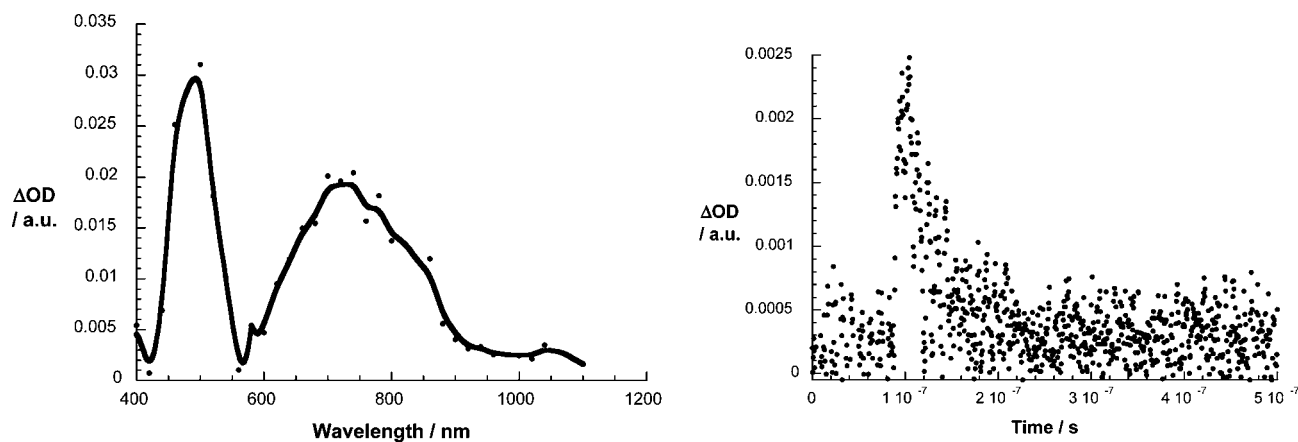 0.035
0.03
0.025
0.02
0.015
0.01
0.005
0
ΔOD
/ a.u.
400 600 800 1000 1200
Wavelength / nm
0.0025
0.002
0.0015
0.001
0.0005
0
ΔOD
/ a.u.
0 1 10⁻⁷ 2 10⁻⁷ 3 10⁻⁷ 4 10⁻⁷ 5 10⁻⁷
Time / s